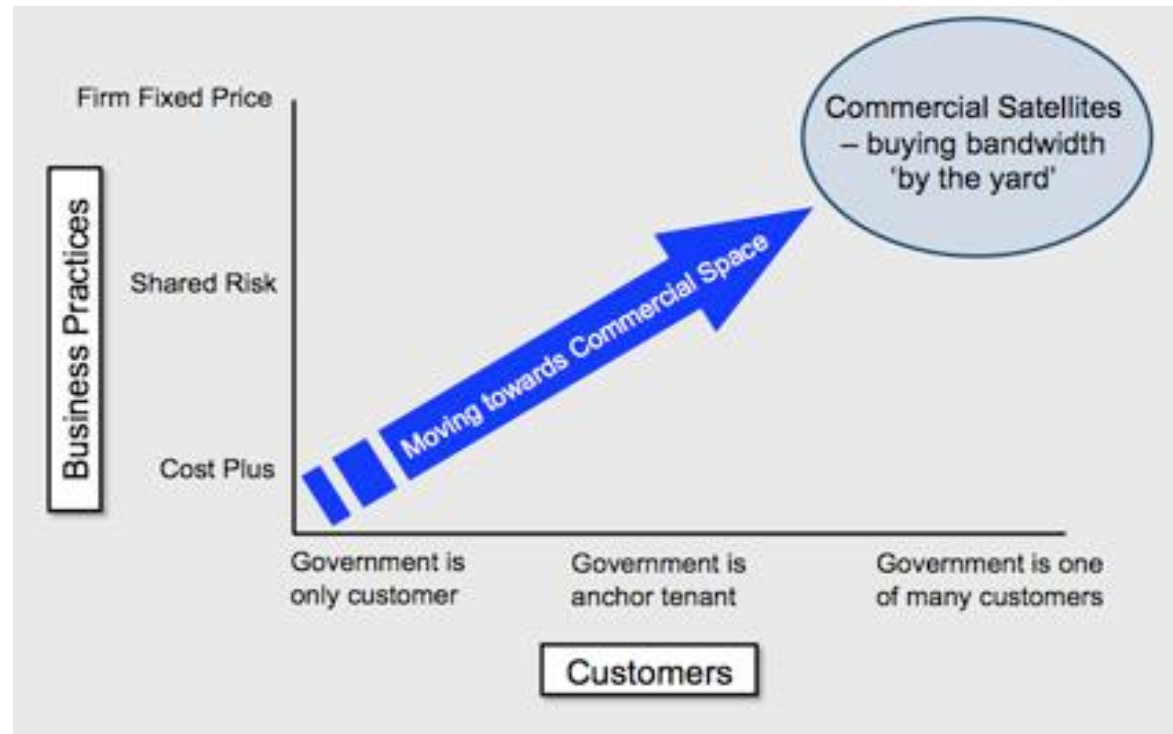 Firm Fixed Price
Shared Risk
Cost Plus
Business Practices
Commercial Satellites
– buying bandwidth
'by the yard'
Moving towards Commercial Space
Government is
only customer
Government is
anchor tenant
Government is one
of many customers
Customers